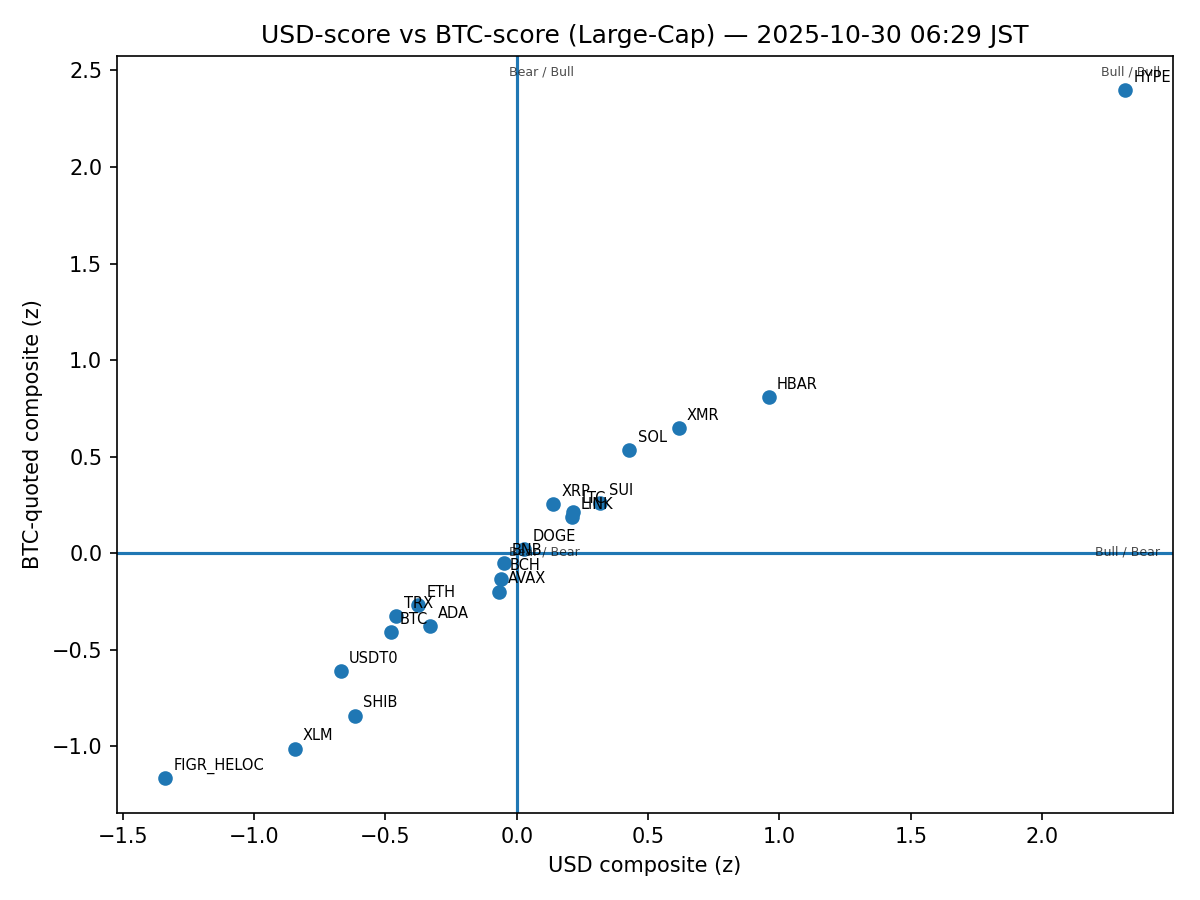 USD-score vs BTC-score (Large-Cap) — 2025-10-30 06:29 JST
2.5
2.0
1.5
1.0
0.5
0.0
−0.5
−1.0
BTC-quoted composite (z)
Bear / Bull
Bull / Bull
HYPE
HBAR
XMR
SOL
SUI
XRP
LTC
LINK
DOGE
BNB
Bear / Bear
Bull / Bear
BCH
AVAX
ETH
TRX
ADA
BTC
USDT0
SHIB
XLM
FIGR_HELOC
−1.5
−1.0
−0.5
0.0
0.5
1.0
1.5
2.0
USD composite (z)